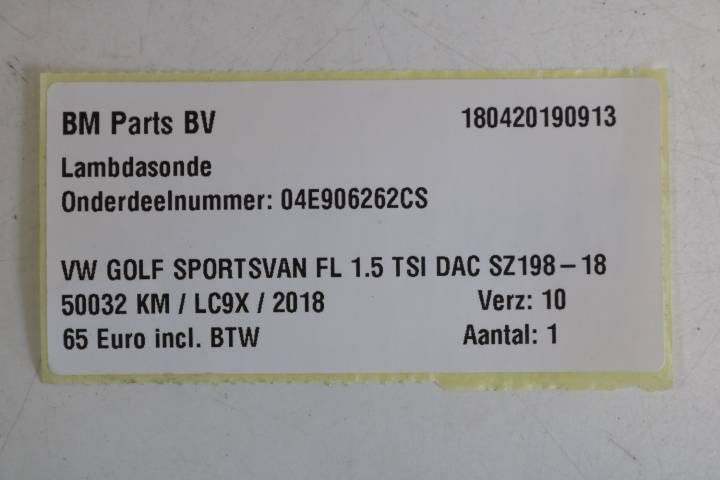 BM Parts BV 180420190913
Lambdasonde
Onderdeelnummer: 04E906262CS
VW GOLF SPORTSVAN FL 1.5 TSI DAC SZ198-18
50032 KM / LC9X / 2018 Verz: 10
65 Euro incl. BTW Aantal: 1